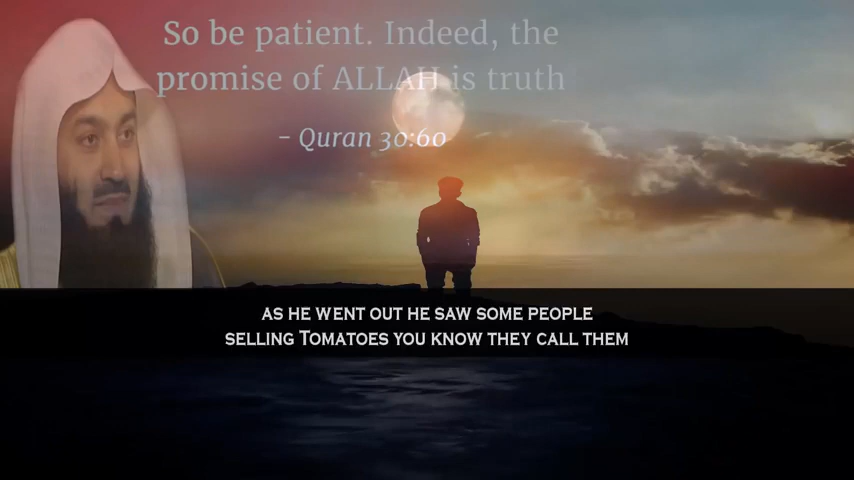 So be patient. Indeed, the
promise of ALLAH is truth
- Quran 30:60
AS HE WENT OUT HE SAW SOME PEOPLE
SELLING TOMATOES YOU KNOW THEY CALL THEM